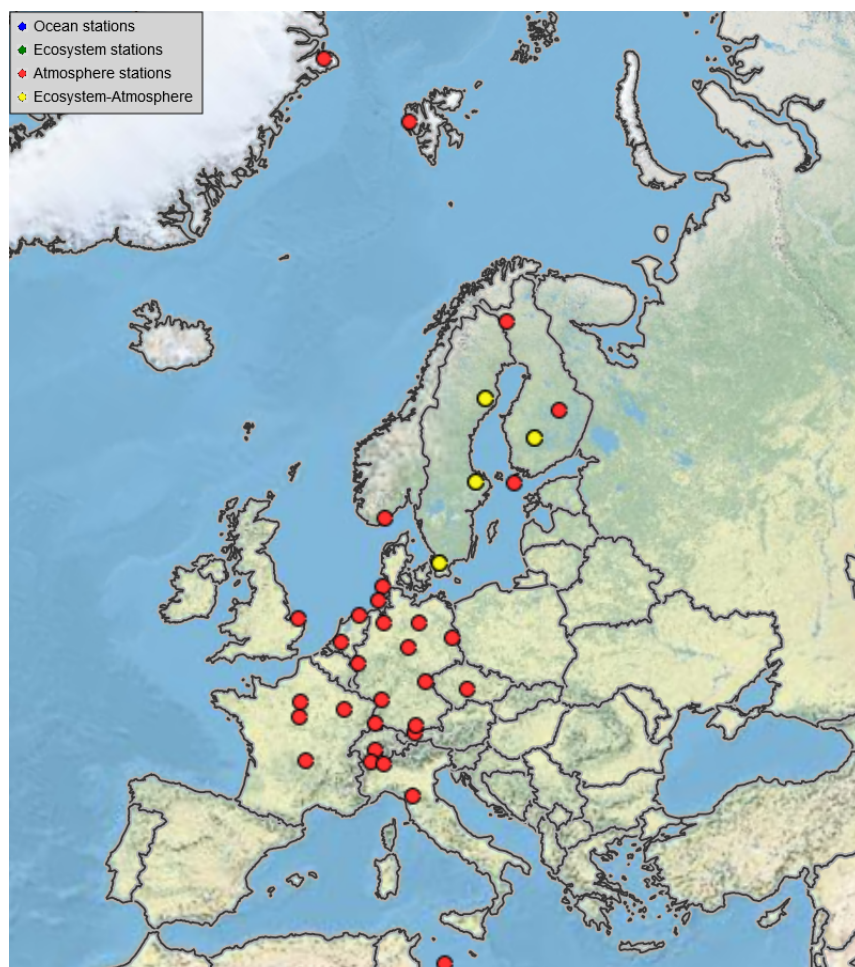 Ocean stations
Ecosystem stations
Atmosphere stations
Ecosystem-Atmosphere